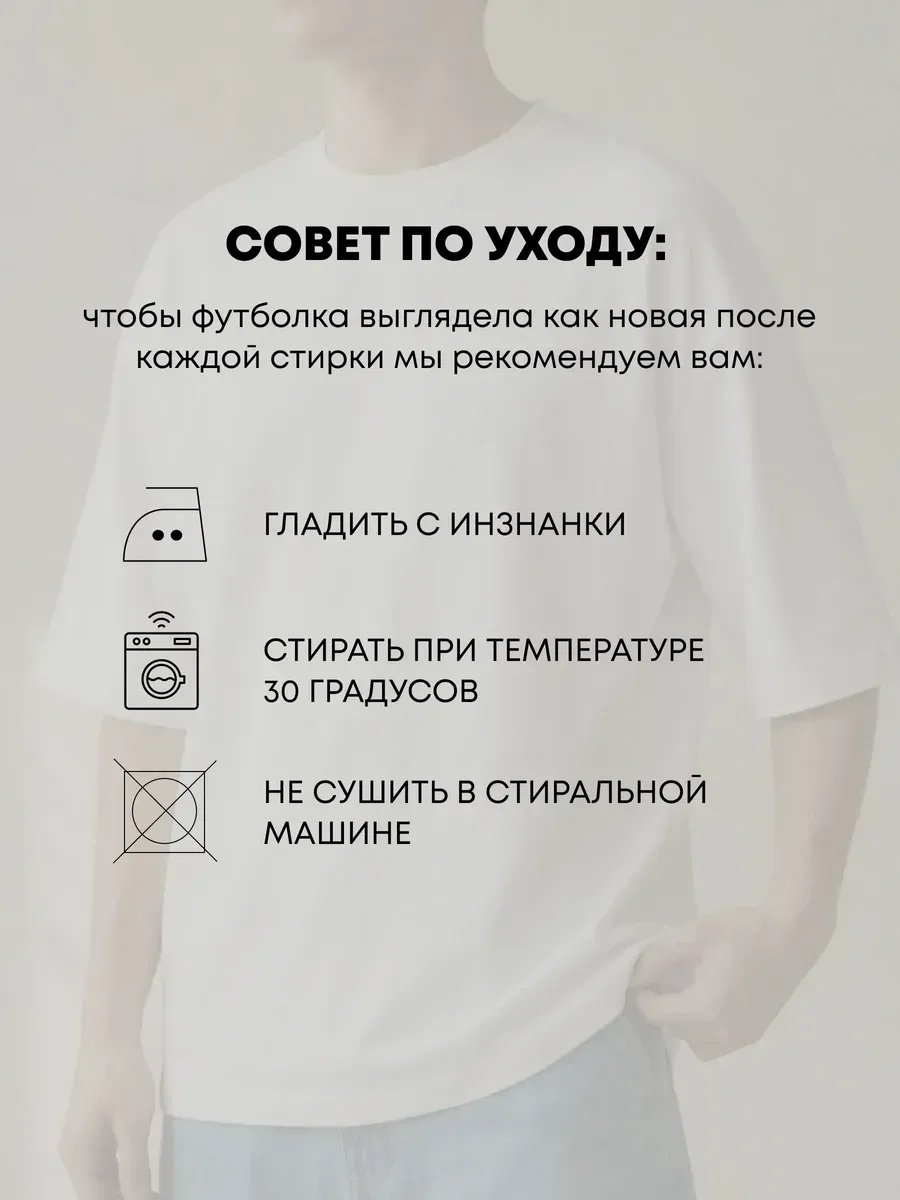 СОВЕТ ПО УХОДУ:
чтобы футболка выглядела как новая после
каждой стирки мы рекомендуем вам:
ГЛАДИТЬ С ИНЗНАНКИ
СТИРАТЬ ПРИ ТЕМПЕРАТУРЕ
30 ГРАДУСОВ
НЕ СУШИТЬ В СТИРАЛЬНОЙ
МАШИНЕ